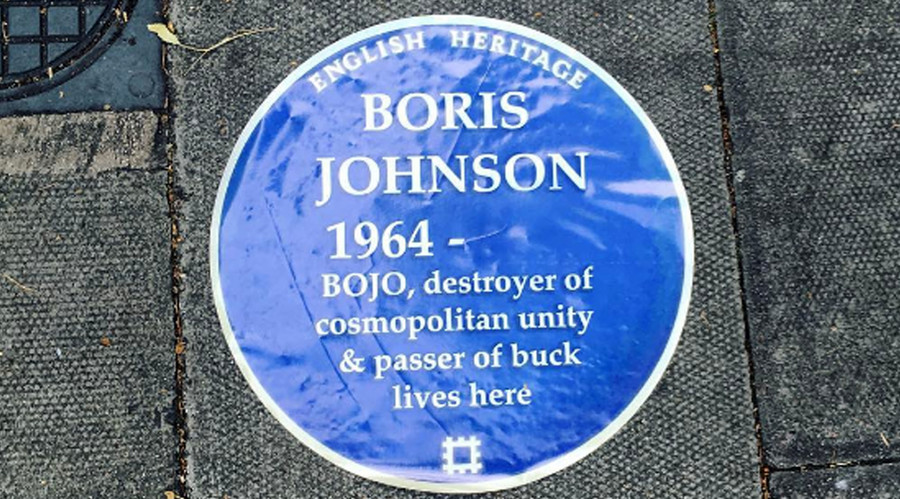 ENGLISH HERITAGE
BORIS
JOHNSON
1964 -
BOJO, destroyer of
cosmopolitan unity
& passer of buck
lives here